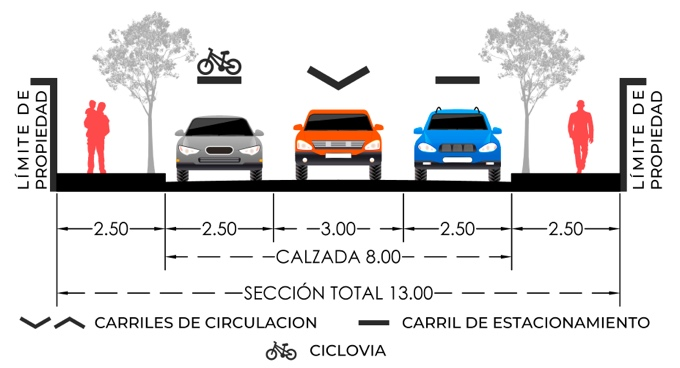 LÍMITE DE
PROPIEDAD
LÍMITE DE
PROPIEDAD
2.50
2.50
3.00
2.50
2.50
CALZADA 8.00
SECCIÓN TOTAL 13.00
CARRILES DE CIRCULACION
CARRIL DE ESTACIONAMIENTO
CICLOVIA